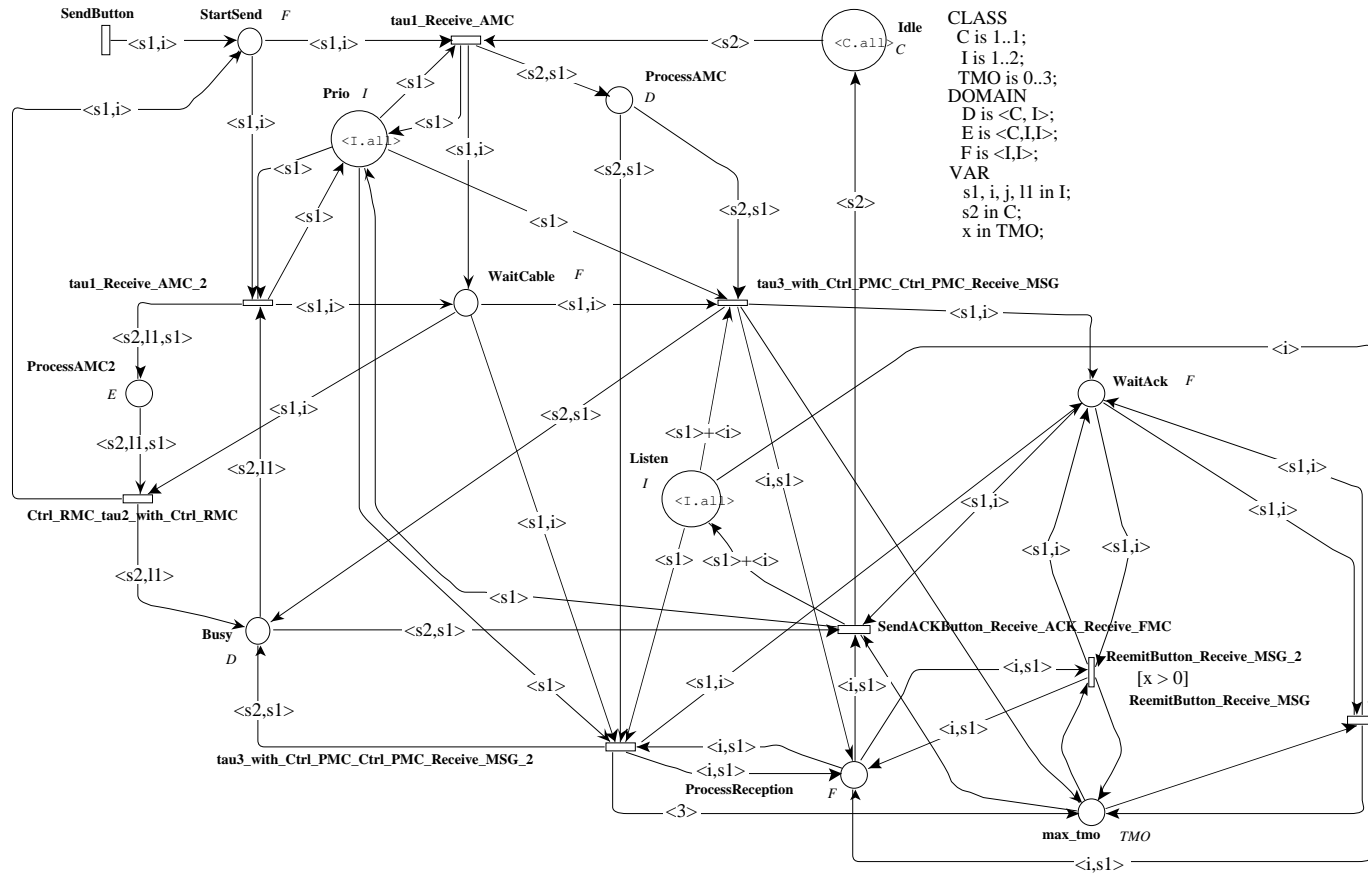 SendButton
StartSend
F
tau1_Receive_AMC
Idle
<s1,i>
<s1,i>
<s2>
<C.all>
C
CLASS
C is 1..1;
I is 1..2;
TMO is 0..3;
DOMAIN
D is <C, I>;
E is <C,I,I>;
F is <I,I>;
VAR
s1, i, j, l1 in I;
s2 in C;
x in TMO;
<s2,s1>
ProcessAMC
D
<s1>
Prio
I
<s1,i>
<s1,i>
<s1>
<I.all>
<s1,i>
<s1>
<s2,s1>
<s1>
<s1>
<s2,s1>
<s2>
tau1_Receive_AMC_2
WaitCable
F
tau3_with_Ctrl_PMC_Ctrl_PMC_Receive_MSG
<s1,i>
<s1,i>
<s1,i>
<s2,l1,s1>
<i>
ProcessAMC2
E
WaitAck
F
<s1,i>
<s2,s1>
<s1>+<i>
<s2,l1,s1>
Listen
I
<I.all>
<s2,l1>
<i,s1>
<s1,i>
<s1,i>
<s1,i>
Ctrl_RMC_tau2_with_Ctrl_RMC
<s1,i>
<s1>
<s1>+<i>
<s1,i>
<s1,i>
<s2,l1>
<s1>
Busy
D
<s2,s1>
SendACKButton_Receive_ACK_Receive_FMC
ReemitButton_Receive_MSG_2
[x > 0]
ReemitButton_Receive_MSG
<i,s1>
<s1>
<s1,i>
<i,s1>
<s2,s1>
<i,s1>
<i,s1>
tau3_with_Ctrl_PMC_Ctrl_PMC_Receive_MSG_2
<i,s1>
ProcessReception
F
<3>
max_tmo
TMO
<i,s1>